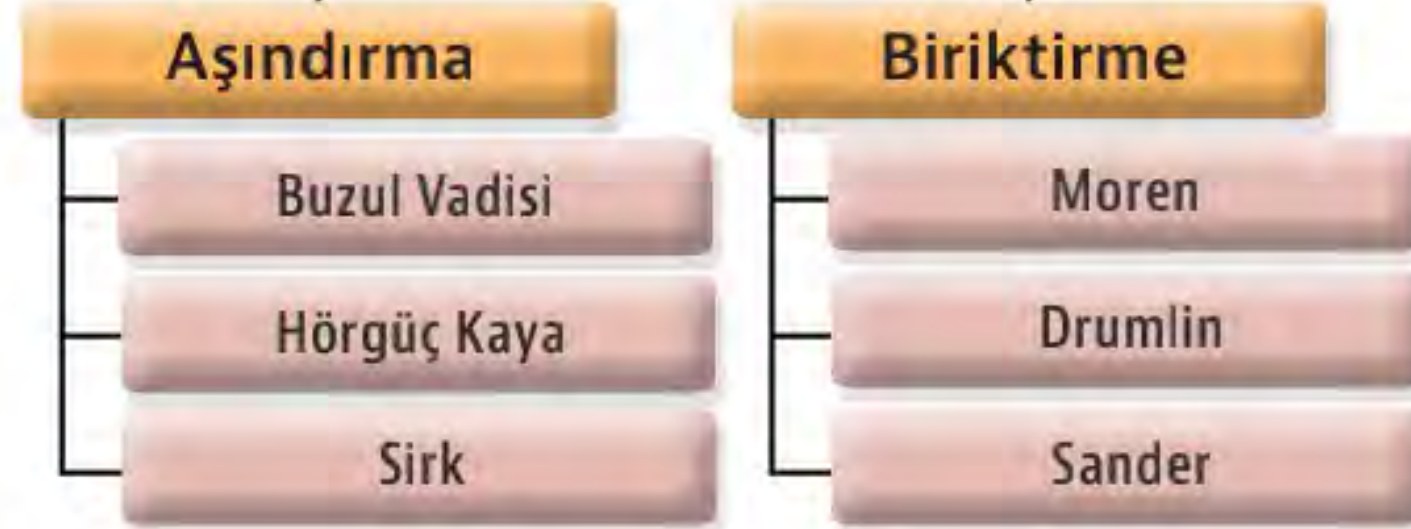 Aşındırma
Buzul Vadisi
Hörgüç Kaya
Sirk
Biriktirme
Moren
Drumlin
Sander